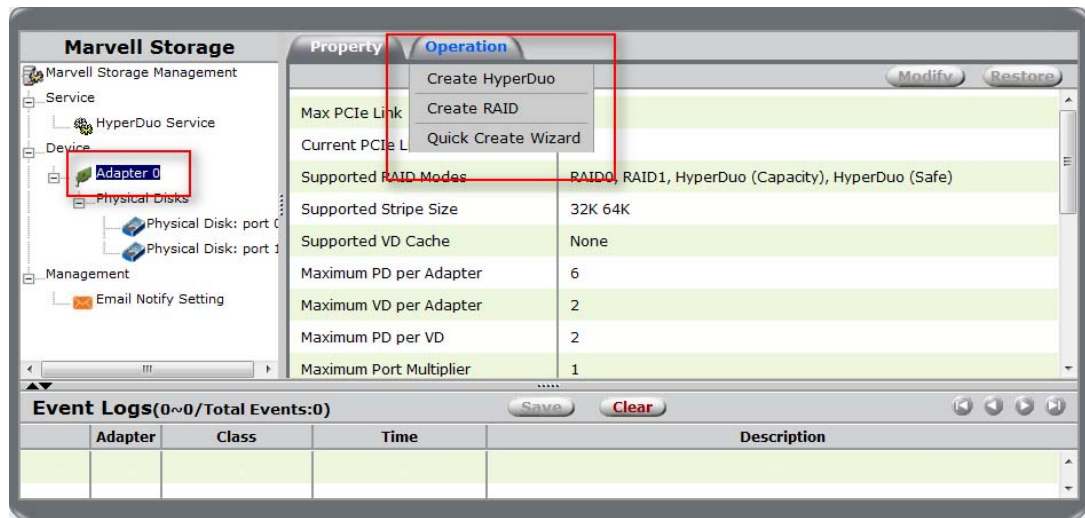 Marvell Storage
Marvell Storage Management
Service
HyperDuo Service
Device
Adapter 0
Physical Disks
Physical Disk: port
Physical Disk: port
Management
Email Notify Setting
Property
Operation
Create HyperDuo
Create RAID
Quick Create Wizard
Modify
Restore
Max PCIe Link
Current PCIe
Supported RAID Modes RAID0, RAID1, HyperDuo (Capacity), HyperDuo (Safe)
Supported Stripe Size 32K 64K
Supported VD Cache None
Maximum PD per Adapter 6
Maximum VD per Adapter 2
Maximum PD per VD 2
Maximum Port Multiplier 1
Event Logs(0~0/Total Events:0)
Save
Clear
Adapter Class Time Description